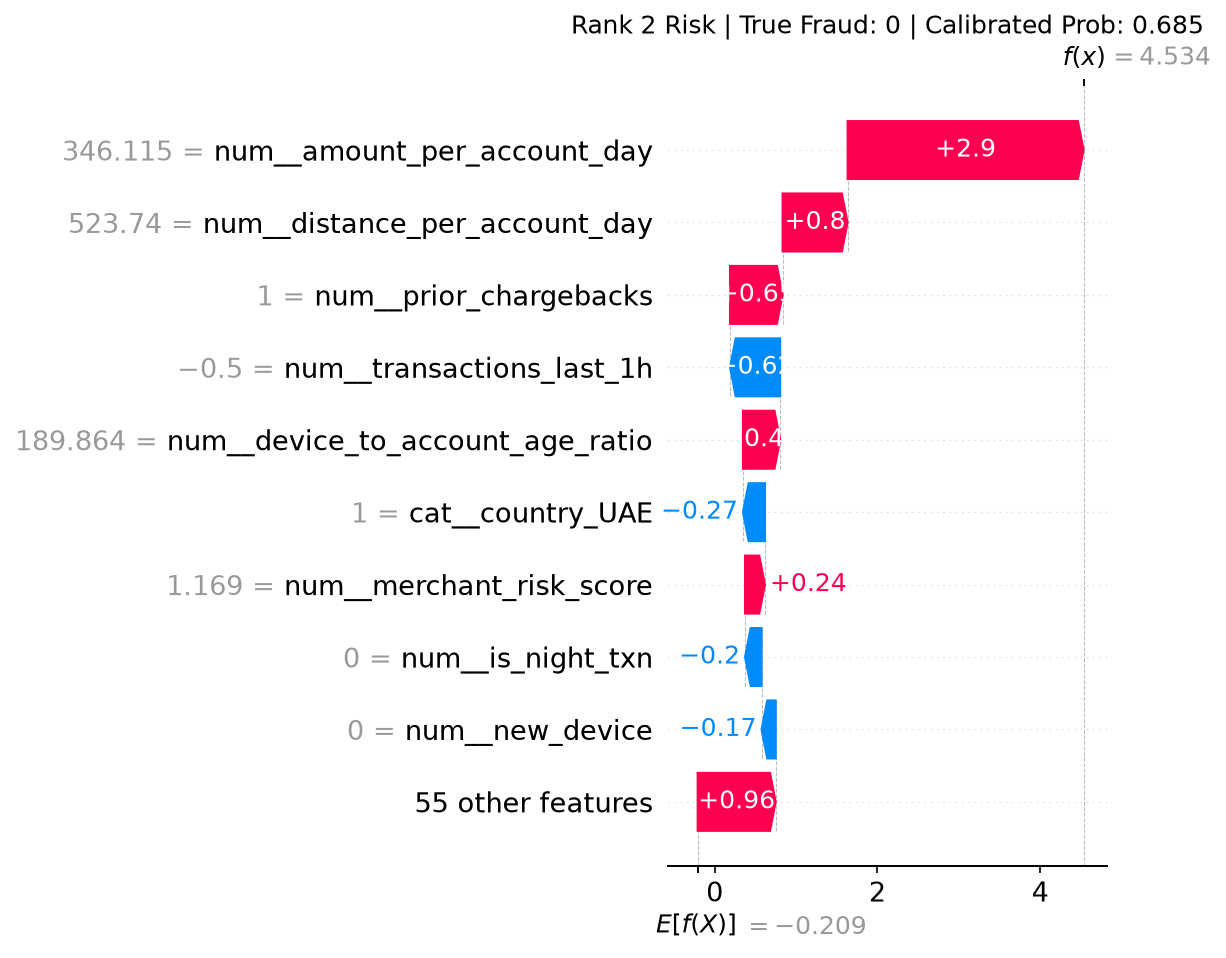 Rank 2 Risk | True Fraud: 0 | Calibrated Prob: 0.685
f(x) = 4.534
346.115 = num__amount_per_account_day
+2.9
523.74 = num__distance_per_account_day
+0.8
1 = num__prior_chargebacks
−0.5 = num__transactions_last_1h
189.864 = num__device_to_account_age_ratio
0.4
1 = cat__country_UAE
−0.27
1.169 = num__merchant_risk_score
+0.24
0 = num__is_night_txn
−0.2
0 = num__new_device
−0.17
55 other features
+0.96
0 2 4
E[f(X)] = −0.209